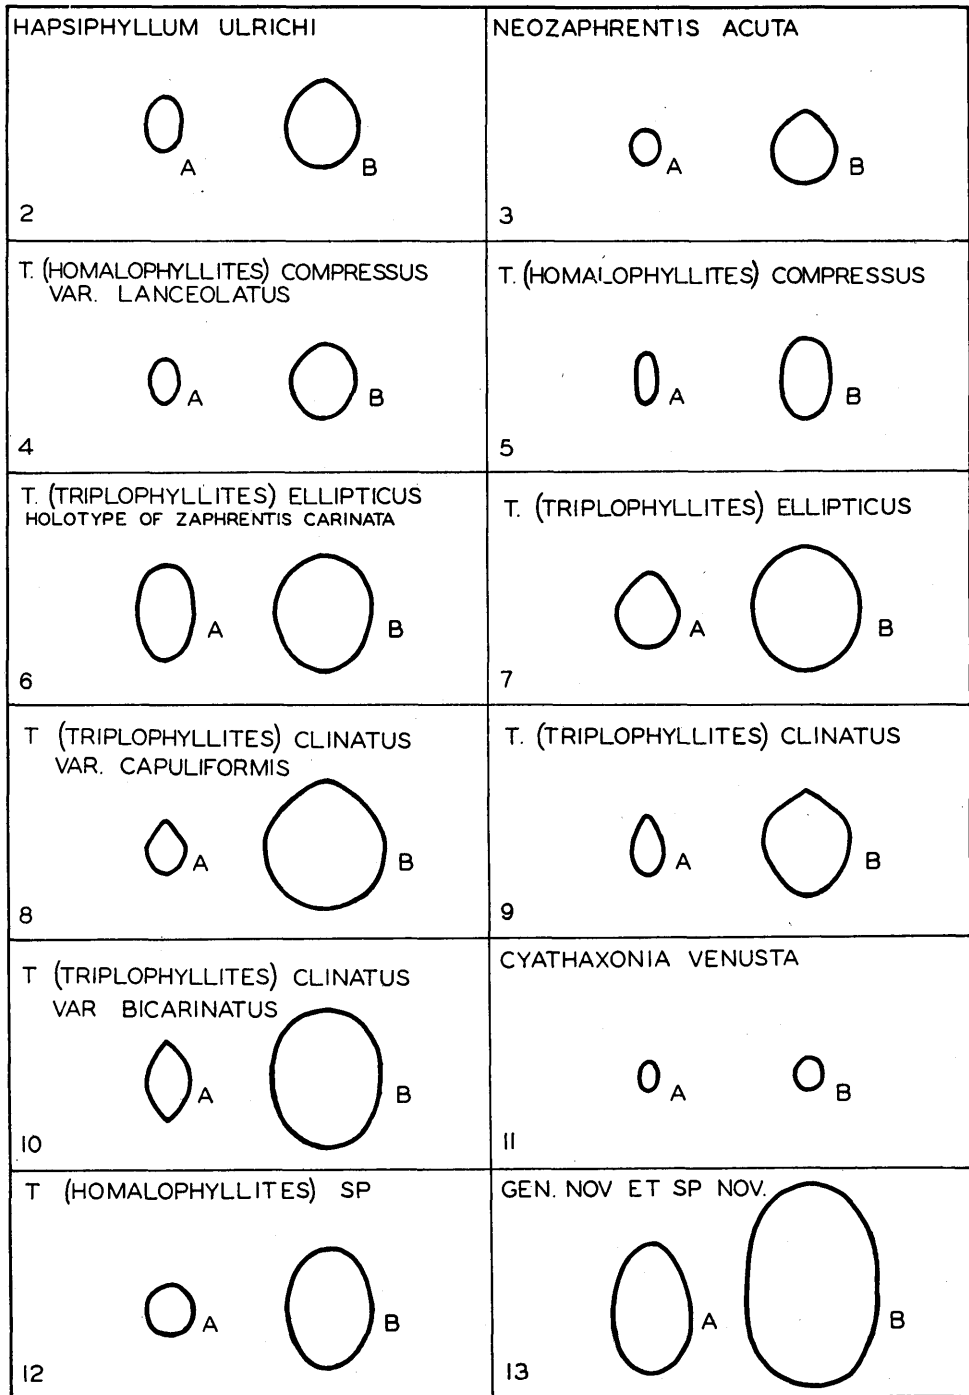 HAPSIPHYLLUM ULRICHI
A
B
2
NEOZAPHRENTIS ACUTA
A
B
3
T. (HOMALOPHYLLITES) COMPRESSUS
VAR. LANCEOLATUS
A
B
4
T. (HOMALOPHYLLITES) COMPRESSUS
A
B
5
T. (TRIPLOPHYLLITES) ELLIPTICUS
HOLOTYPE OF ZAPHRENTIS CARINATA
A
B
6
T. (TRIPLOPHYLLITES) ELLIPTICUS
A
B
7
T (TRIPLOPHYLLITES) CLINATUS
VAR. CAPULIFORMIS
A
B
8
T. (TRIPLOPHYLLITES) CLINATUS
A
B
9
T (TRIPLOPHYLLITES) CLINATUS
VAR BICARINATUS
A
B
10
CYATHAXONIA VENUSTA
A
B
11
T (HOMALOPHYLLITES) SP
A
B
12
GEN. NOV ET SP NOV.
A
B
13